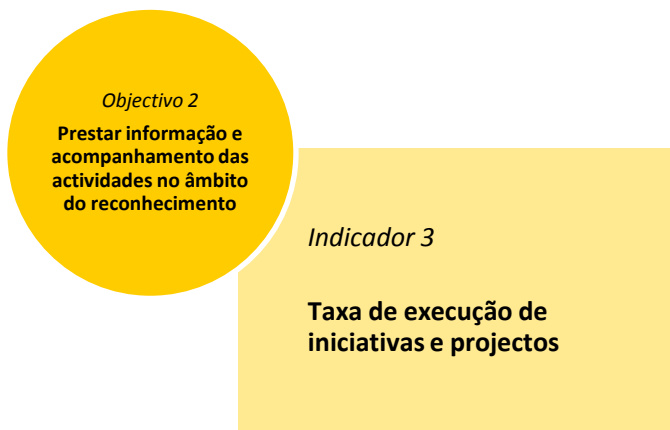 Objectivo 2
Prestar informação e
acompanhamento das
actividades no âmbito
do reconhecimento
Indicador 3
Taxa de execução de
iniciativas e projectos